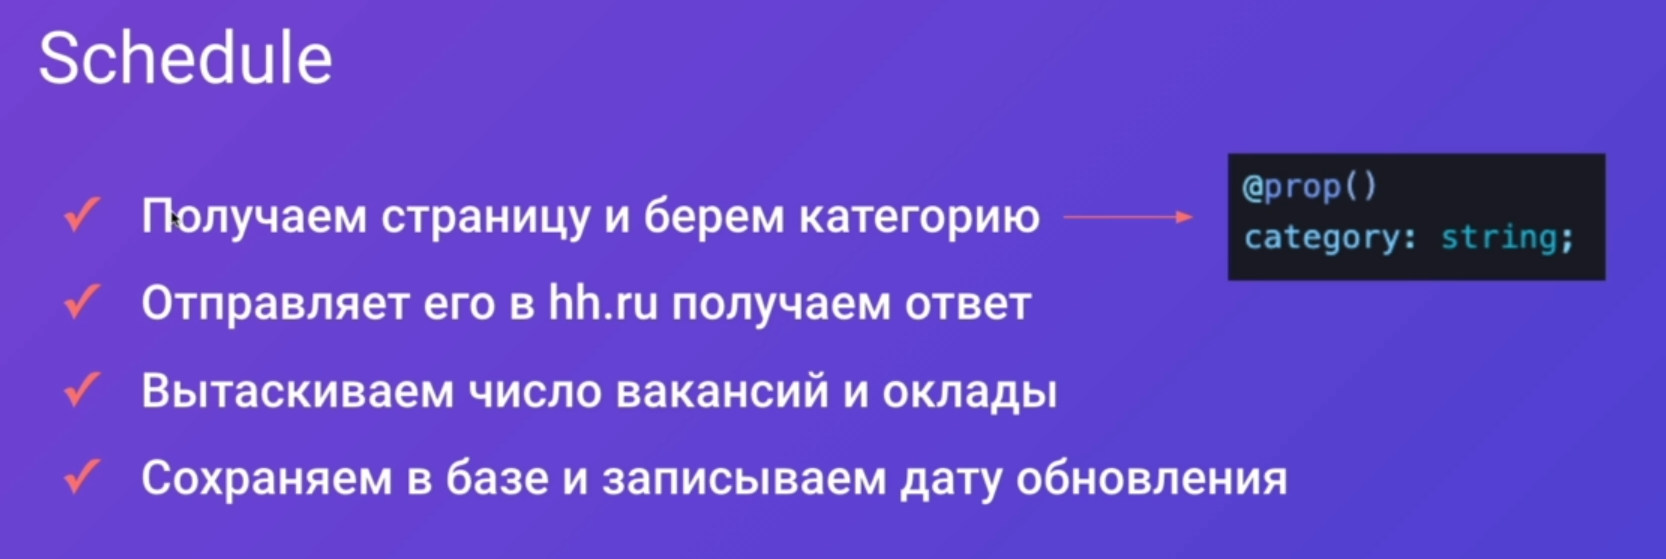 Schedule
Получаем страницу и берем категорию
@prop()
category: string;
Отправляет его в hh.ru получаем ответ
Вытаскиваем число вакансий и оклады
Сохраняем в базе и записываем дату обновления